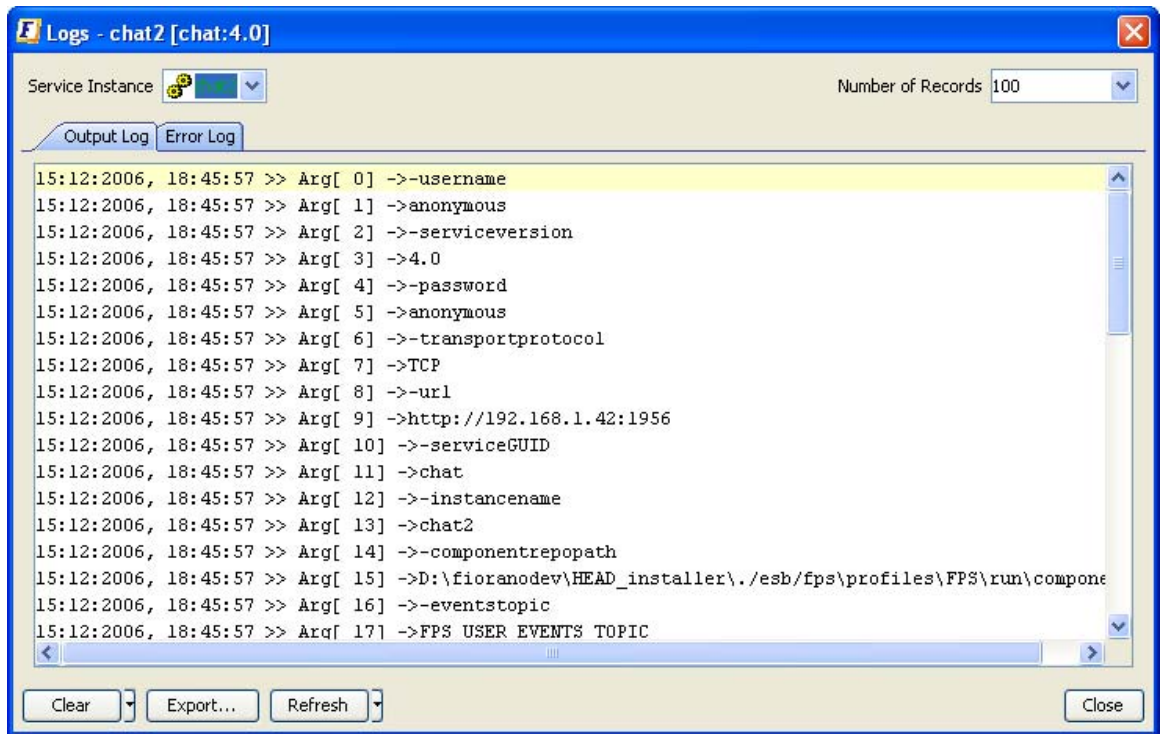 Logs - chat2 [chat:4.0]
Service Instance
Number of Records 100
Output Log Error Log
15:12:2006, 18:45:57 >> Arg[ 0] ->-username
15:12:2006, 18:45:57 >> Arg[ 1] ->anonymous
15:12:2006, 18:45:57 >> Arg[ 2] ->-serviceversion
15:12:2006, 18:45:57 >> Arg[ 3] ->4.0
15:12:2006, 18:45:57 >> Arg[ 4] ->-password
15:12:2006, 18:45:57 >> Arg[ 5] ->anonymous
15:12:2006, 18:45:57 >> Arg[ 6] ->-transportprotocol
15:12:2006, 18:45:57 >> Arg[ 7] ->TCP
15:12:2006, 18:45:57 >> Arg[ 8] ->-url
15:12:2006, 18:45:57 >> Arg[ 9] ->http://192.168.1.42:1956
15:12:2006, 18:45:57 >> Arg[ 10] ->-serviceGUID
15:12:2006, 18:45:57 >> Arg[ 11] ->chat
15:12:2006, 18:45:57 >> Arg[ 12] ->-instancename
15:12:2006, 18:45:57 >> Arg[ 13] ->chat2
15:12:2006, 18:45:57 >> Arg[ 14] ->-componentrepopath
15:12:2006, 18:45:57 >> Arg[ 15] ->D:\fioranodev\HEAD_installer\./esb/fps\profiles\FPS\run\compone
15:12:2006, 18:45:57 >> Arg[ 16] ->-eventstopic
15:12:2006, 18:45:57 >> Arg[ 17] ->FPS_USER_EVENTS_TOPIC
Clear Export... Refresh Close